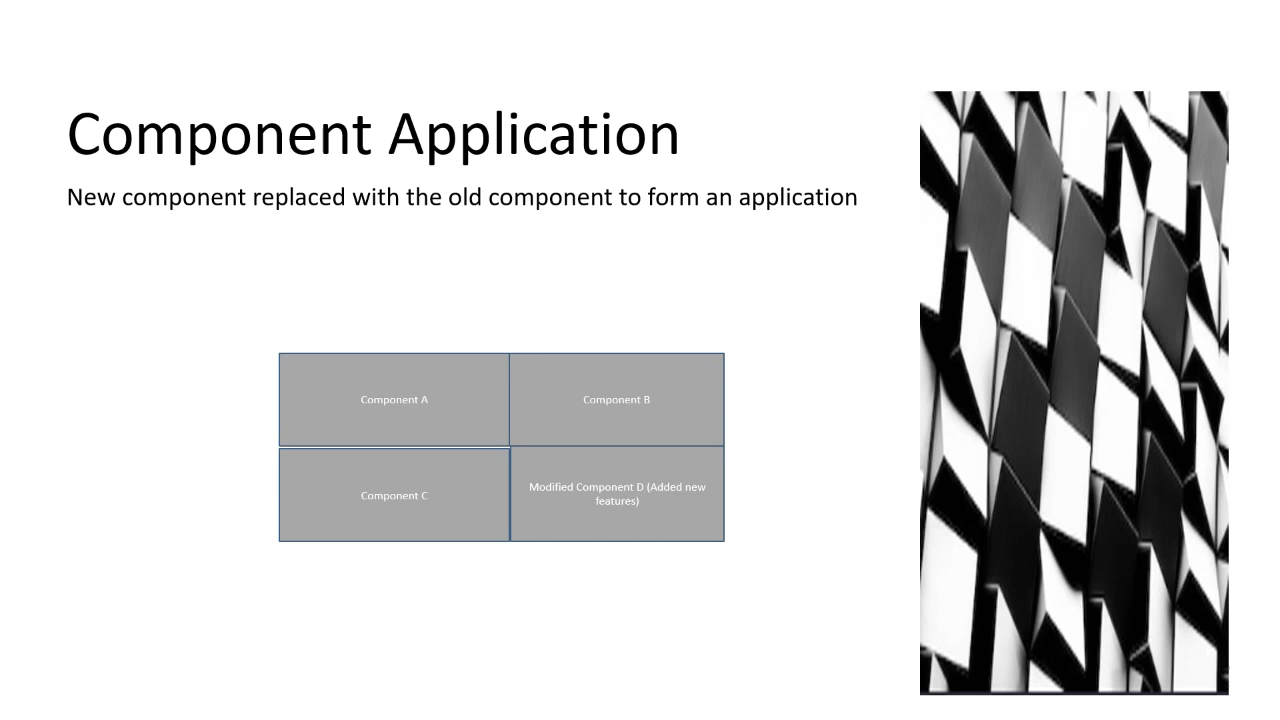 Component Application
New component replaced with the old component to form an application
Component A
Component B
Component C
Modified Component D (Added new
features)